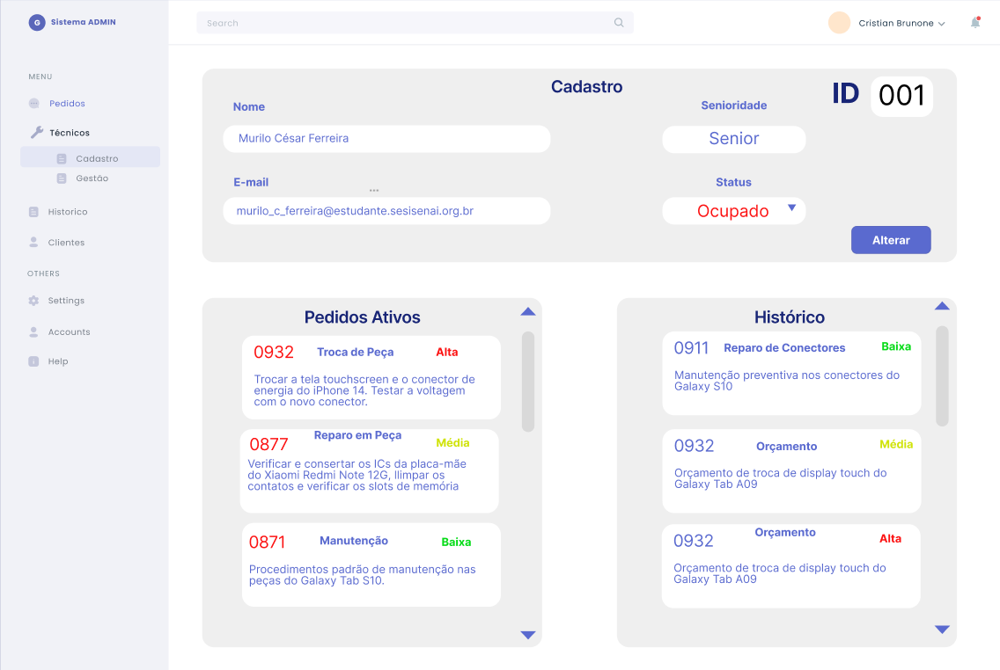 G
Sistema ADMIN
Search
Cristian Brunone
MENU
Pedidos
Técnicos
Cadastro
Gestão
Historico
Clientes
OTHERS
Settings
Accounts
Help
Cadastro
ID 001
Nome
Murilo César Ferreira
Senioridade
Senior
E-mail
...
murilo_c_ferreira@estudante.sesisenai.org.br
Status
Ocupado
Alterar
Pedidos Ativos
0932 Troca de Peça Alta
Trocar a tela touchscreen e o conector de
energia do iPhone 14. Testar a voltagem
com o novo conector.
0877 Reparo em Peça Média
Verificar e consertar os ICs da placa-mãe
do Xiaomi Redmi Note 12G, llimpar os
contatos e verificar os slots de memória
0871 Manutenção Baixa
Procedimentos padrão de manutenção nas
peças do Galaxy Tab S10.
Histórico
0911 Reparo de Conectores Baixa
Manutenção preventiva nos conectores do
Galaxy S10
0932 Orçamento Média
Orçamento de troca de display touch do
Galaxy Tab A09
0932 Orçamento Alta
Orçamento de troca de display touch do
Galaxy Tab A09